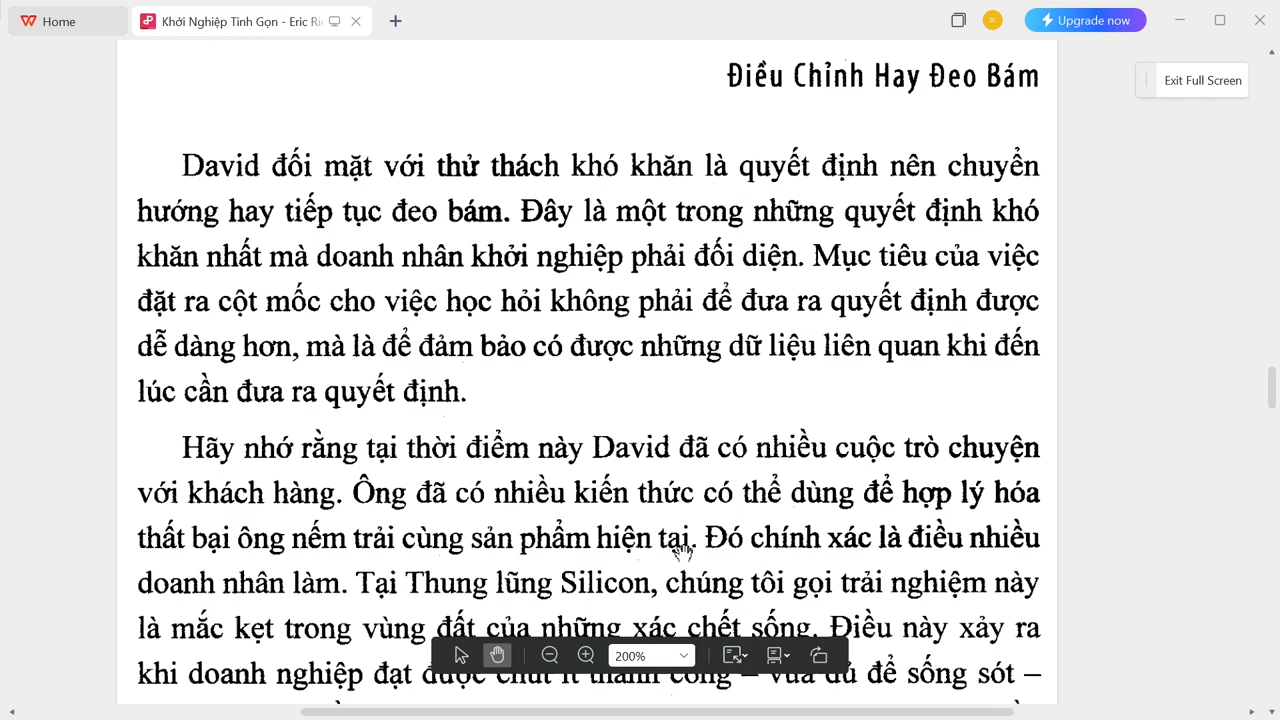 Home
Khởi Nghiệp Tinh Gọn - Eric Ri
TC
Upgrade now
Exit Full Screen
Điều Chỉnh Hay Đeo Bám
David đối mặt với thử thách khó khăn là quyết định nên chuyển
hướng hay tiếp tục đeo bám. Đây là một trong những quyết định khó
khăn nhất mà doanh nhân khởi nghiệp phải đối diện. Mục tiêu của việc
đặt ra cột mốc cho việc học hỏi không phải để đưa ra quyết định được
dễ dàng hơn, mà là để đảm bảo có được những dữ liệu liên quan khi đến
lúc cần đưa ra quyết định.
Hãy nhớ rằng tại thời điểm này David đã có nhiều cuộc trò chuyện
với khách hàng. Ông đã có nhiều kiến thức có thể dùng để hợp lý hóa
thất bại ông nếm trải cùng sản phẩm hiện tại. Đó chính xác là điều nhiều
doanh nhân làm. Tại Thung lũng Silicon, chúng tôi gọi trải nghiệm này
là mắc kẹt trong vùng đất của những xác chết sống. Điều này xảy ra
khi doanh nghiệp đạt được chút ít thành công – vừa đủ để sống sót –
200%